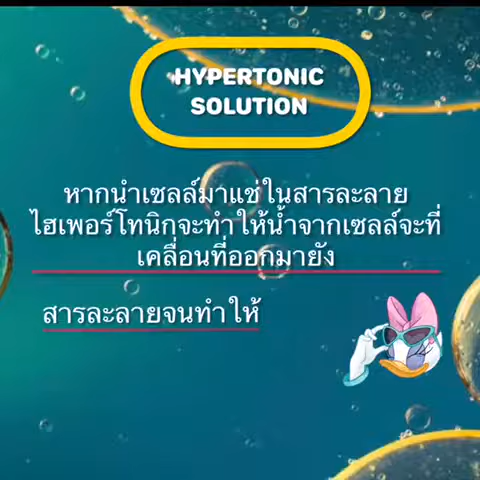 HYPERTONIC
SOLUTION
หากนำเซลล์มาแช่ในสารละลาย
ไฮเพอร์โทนิกจะทำให้น้ำจากเซลล์จะที่
เคลื่อนที่ออกมายัง
สารละลายจนทำให้